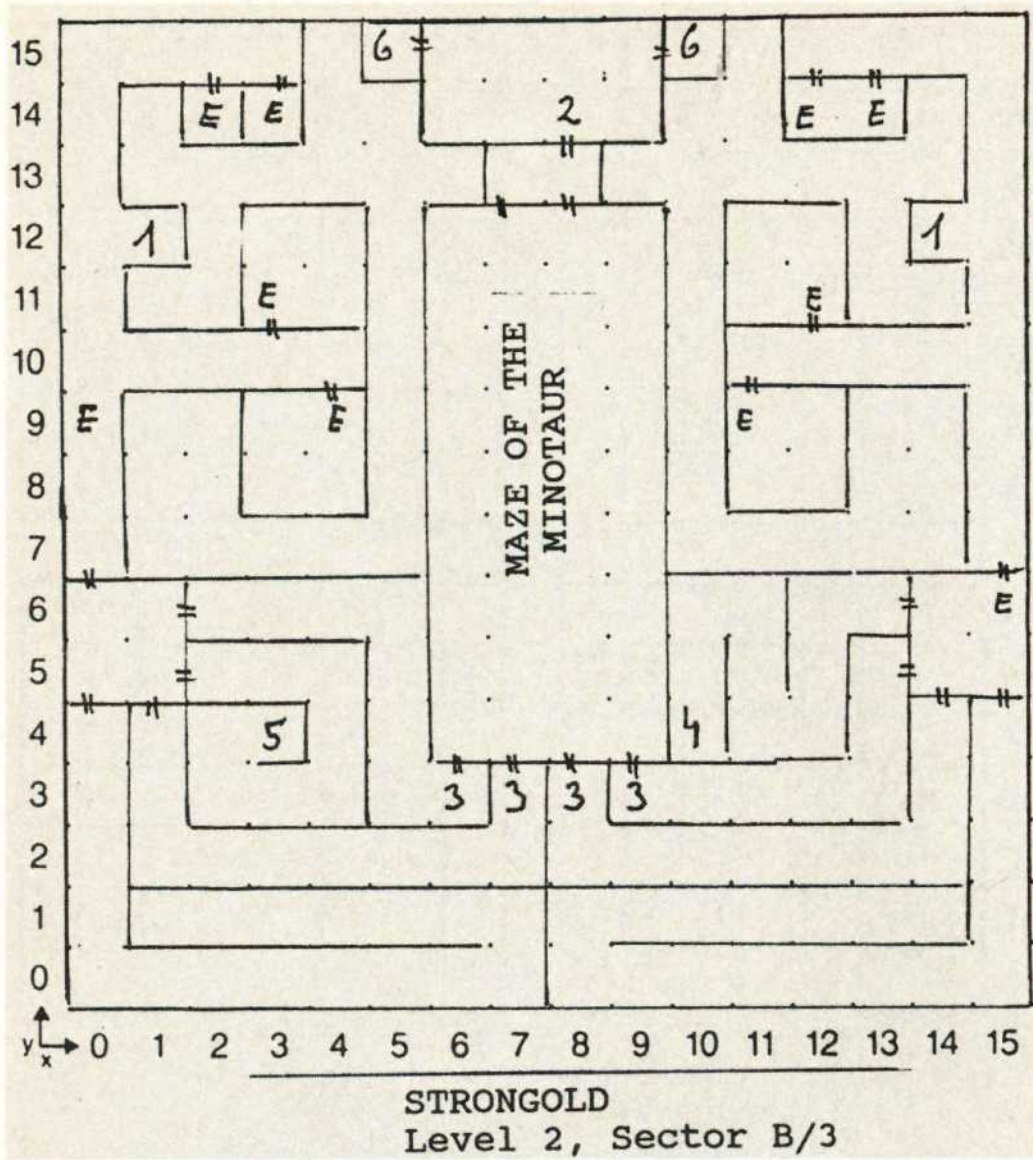 15 6 6
14 E E 2 E E
13
12 1 1
11 E E
10
9 E E E
8
MAZE OF THE
MINOTAUR
7
6 E
5
4 5 4
3 3 3 3 3
2
1
0
y x 0 1 2 3 4 5 6 7 8 9 10 11 12 13 14 15
STRONGOLD
Level 2, Sector B/3